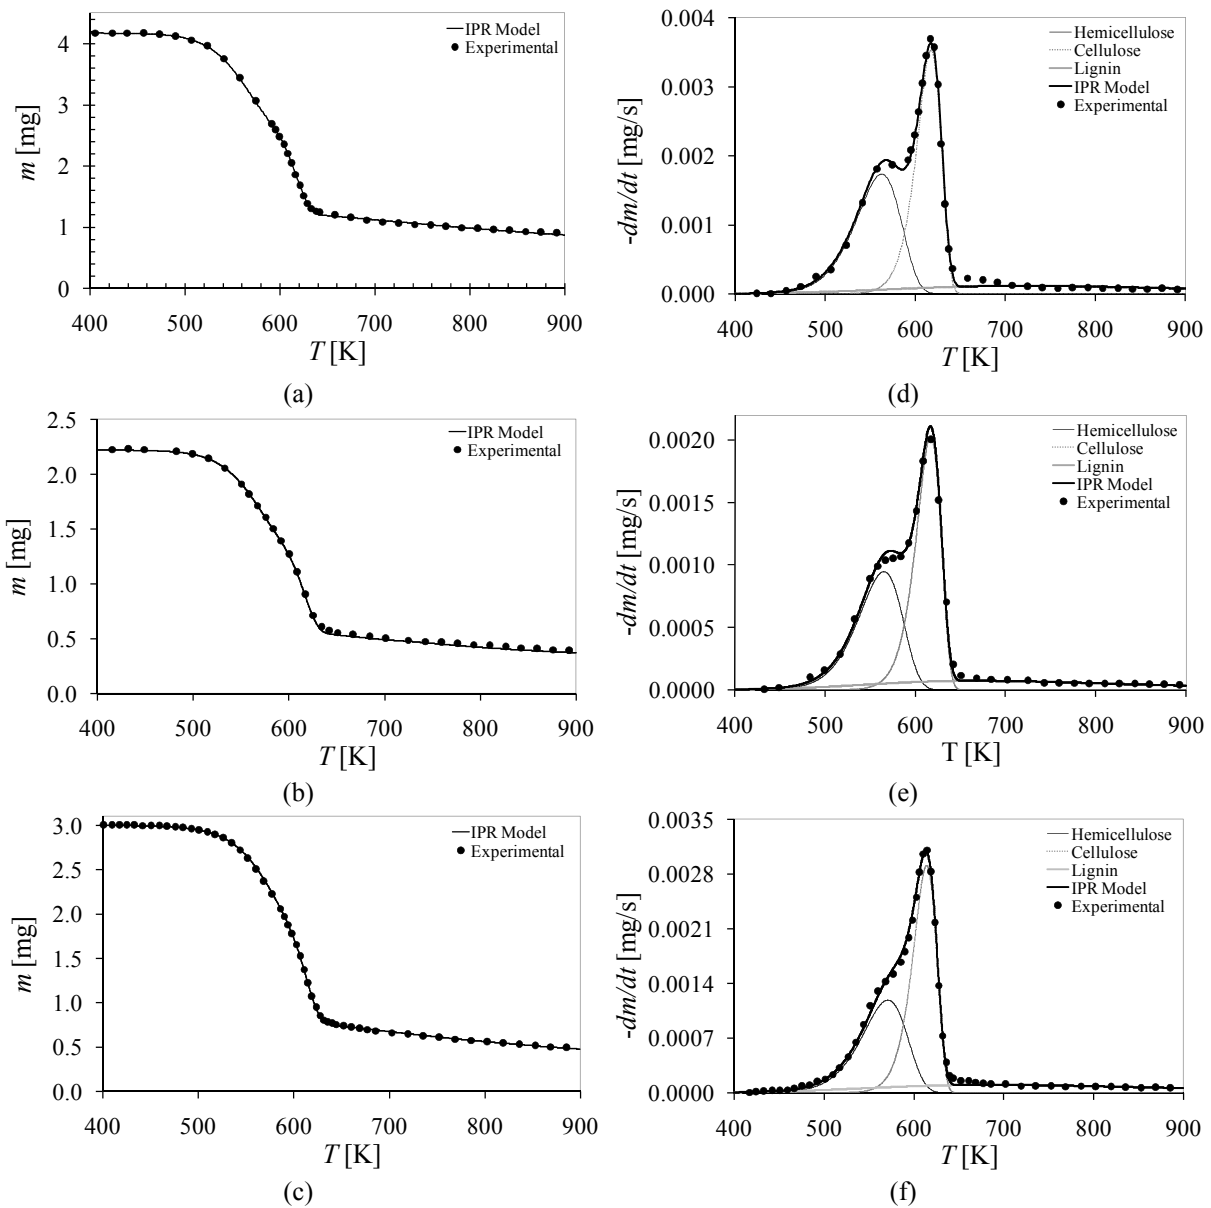 4
3
2
1
0
m [mg]
IPR Model
Experimental
400 500 600 700 800 900
T [K]
(a)
0.004
0.003
0.002
0.001
0.000
-dm/dt [mg/s]
Hemicellulose
Cellulose
Lignin
IPR Model
Experimental
400 500 600 700 800 900
T [K]
(d)
2.5
2.0
1.5
1.0
0.5
0.0
m [mg]
IPR Model
Experimental
400 500 600 700 800 900
T [K]
(b)
0.0020
0.0015
0.0010
0.0005
0.0000
-dm/dt [mg/s]
Hemicellulose
Cellulose
Lignin
IPR Model
Experimental
400 500 600 700 800 900
T [K]
(e)
3.0
2.5
2.0
1.5
1.0
0.5
0.0
m [mg]
IPR Model
Experimental
400 500 600 700 800 900
T [K]
(c)
0.0035
0.0028
0.0021
0.0014
0.0007
0.0000
-dm/dt [mg/s]
Hemicellulose
Cellulose
Lignin
IPR Model
Experimental
400 500 600 700 800 900
T [K]
(f)